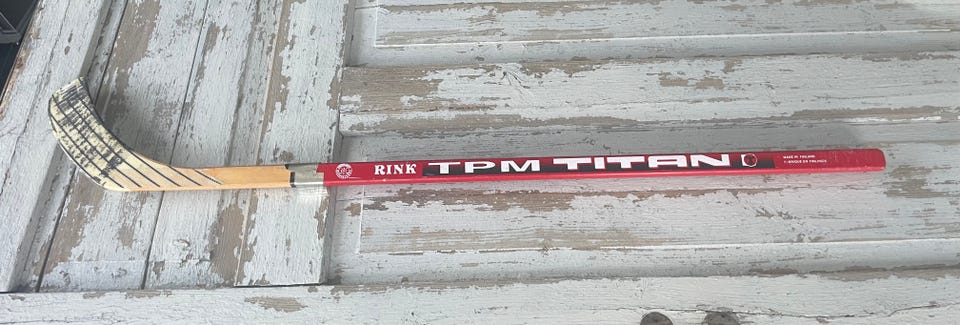 RINK TPM TITAN
MADE IN FINLAND